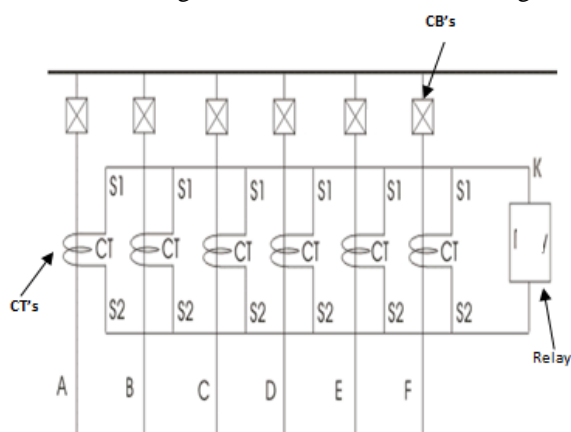 CB's
K
S1 S1 S1 S1 S1 S1
CT CT CT CT CT CT
CT's
S2 S2 S2 S2 S2 S2
Relay
A B C D E F